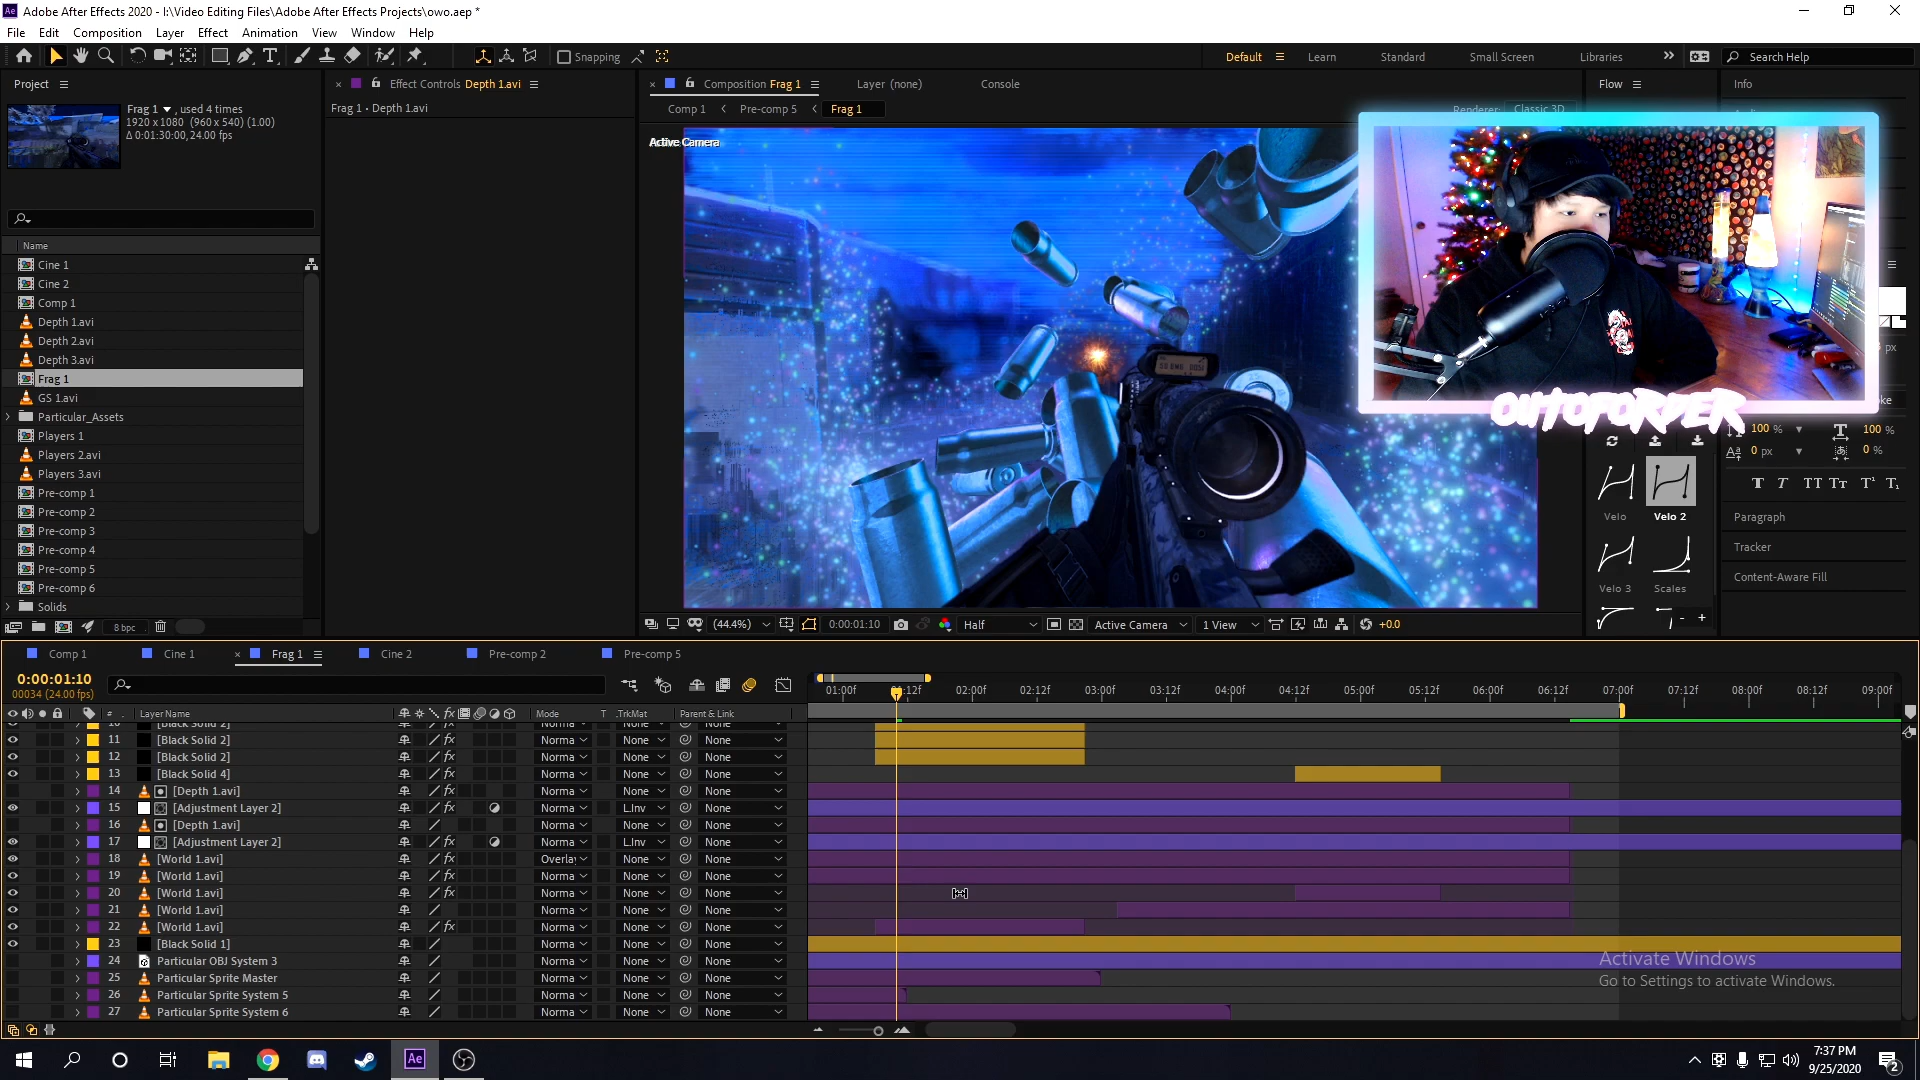 Adobe After Effects 2020 - I:\Video Editing Files\Adobe After Effects Projects\owo.aep *
File Edit Composition Layer Effect Animation View Window Help
Snapping
Default Learn Standard Small Screen Libraries Search Help
Project
Effect Controls Depth 1.avi
Composition Frag 1 Layer (none) Console
Flow
Info
Frag 1 , used 4 times
1920 x 1080 (960 x 540) (1.00)
Δ 0:01:30:00, 24.00 fps
Frag 1 • Depth 1.avi
Comp 1 Pre-comp 5 Frag 1
Renderer: Classic 3D
Active Camera
OUTOFORDER
Name
Cine 1
Cine 2
Comp 1
Depth 1.avi
Depth 2.avi
Depth 3.avi
Frag 1
GS 1.avi
Particular_Assets
Players 1
Players 2.avi
Players 3.avi
Pre-comp 1
Pre-comp 2
Pre-comp 3
Pre-comp 4
Pre-comp 5
Pre-comp 6
Solids
8 bpc
px
100 % 100 %
0 px 0 %
Velo Velo 2
Velo 3 Scales
Paragraph
Tracker
Content-Aware Fill
(44.4%) 0:00:01:10 Half Active Camera 1 View +0.0
Comp 1 Cine 1 Frag 1 Cine 2 Pre-comp 2 Pre-comp 5
0:00:01:10
00034 (24.00 fps)
01:00f 01:12f 02:00f 02:12f 03:00f 03:12f 04:00f 04:12f 05:00f 05:12f 06:00f 06:12f 07:00f 07:12f 08:00f 08:12f 09:00f
# Layer Name Mode T .TrkMat Parent & Link
10 [Black Solid 2] Norma None None
11 [Black Solid 2] Norma None None
12 [Black Solid 2] Norma None None
13 [Black Solid 4] Norma None None
14 [Depth 1.avi] Norma None None
15 [Adjustment Layer 2] Norma L.Inv None
16 [Depth 1.avi] Norma None None
17 [Adjustment Layer 2] Norma L.Inv None
18 [World 1.avi] Overla None None
19 [World 1.avi] Norma None None
20 [World 1.avi] Norma None None
21 [World 1.avi] Norma None None
22 [World 1.avi] Norma None None
23 [Black Solid 1] Norma None None
24 Particular OBJ System 3 Norma None None
25 Particular Sprite Master Norma None None
26 Particular Sprite System 5 Norma None None
27 Particular Sprite System 6 Norma None None
Activate Windows
Go to Settings to activate Windows.
7:37 PM
9/25/2020
2